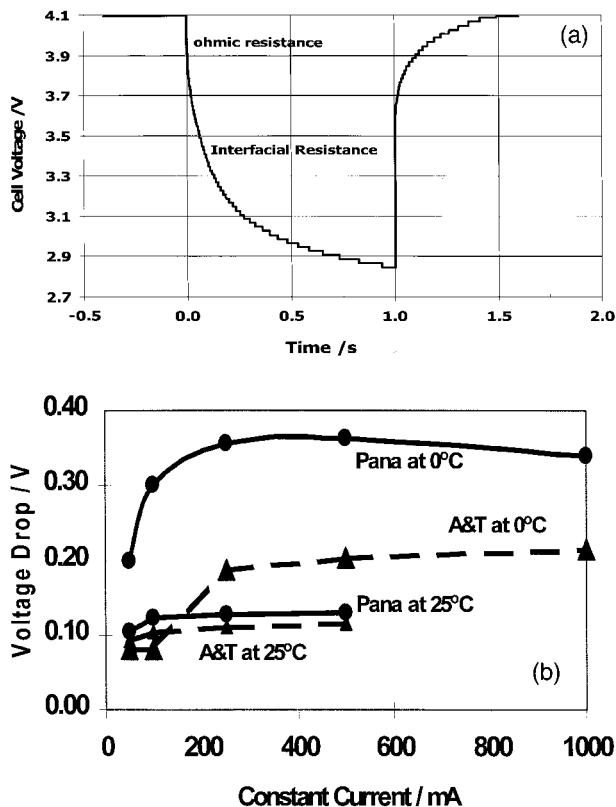 (a)
4.1
3.9
3.7
3.5
3.3
3.1
2.9
2.7
Cell Voltage /V
ohmic resistance
Interfacial Resistance
-0.5
0.0
0.5
1.0
1.5
2.0
Time /s
0.40
0.30
0.20
0.10
0.00
Voltage Drop / V
Pana at 0°C
A&T at 0°C
Pana at 25°C
A&T at 25°C
(b)
0
200
400
600
800
1000
Constant Current / mA